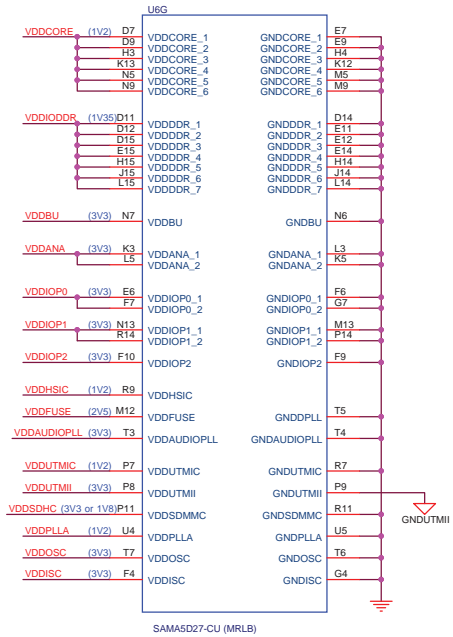 U6G
VDDCORE (1V2) D7 VDDCORE_1 GNDCORE_1 E7
D9 VDDCORE_2 GNDCORE_2 E9
H3 VDDCORE_3 GNDCORE_3 H4
K13 VDDCORE_4 GNDCORE_4 K12
N5 VDDCORE_5 GNDCORE_5 M5
N9 VDDCORE_6 GNDCORE_6 M9
VDDIODDR (1V35) D11 VDDDDR_1 GNDDDR_1 D14
D12 VDDDDR_2 GNDDDR_2 E11
D15 VDDDDR_3 GNDDDR_3 E12
E15 VDDDDR_4 GNDDDR_4 E14
H15 VDDDDR_5 GNDDDR_5 H14
J15 VDDDDR_6 GNDDDR_6 J14
L15 VDDDDR_7 GNDDDR_7 L14
VDDBU (3V3) N7 VDDBU GNDBU N6
VDDANA (3V3) K3 VDDANA_1 GNDANA_1 L3
L5 VDDANA_2 GNDANA_2 K5
VDDIOP0 (3V3) E6 VDDIOP0_1 GNDIOP0_1 F6
F7 VDDIOP0_2 GNDIOP0_2 G7
VDDIOP1 (3V3) N13 VDDIOP1_1 GNDIOP1_1 M13
R14 VDDIOP1_2 GNDIOP1_2 P14
VDDIOP2 (3V3) F10 VDDIOP2 GNDIOP2 F9
VDDHSIC (1V2) R9 VDDHSIC
VDDFUSE (2V5) M12 VDDFUSE GNDDPLL T5
VDDAUDIOPLL (3V3) T3 VDDAUDIOPLL GNDAUDIOPLL T4
VDDUTMIC (1V2) P7 VDDUTMIC GNDUTMIC R7
VDDUTMII (3V3) P8 VDDUTMII GNDUTMII P9
VDDSDHC (3V3 or 1V8) P11 VDDSDMMC GNDSDMMC R11
GNDUTMII
VDDPLLA (1V2) U4 VDDPLLA GNDPLLA U5
VDDOSC (3V3) T7 VDDOSC GNDOSC T6
VDDISC (3V3) F4 VDDISC GNDISC G4
SAMA5D27-CU (MRLB)